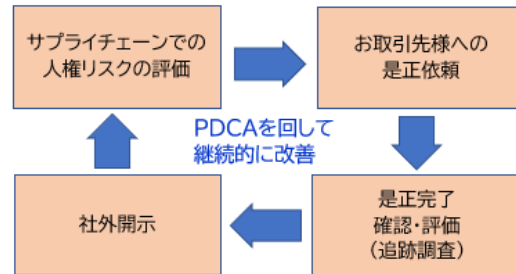 サプライチェーンでの
人権リスクの評価
お取引先様への
是正依頼
PDCAを回して
継続的に改善
社外開示
是正完了
確認・評価
(追跡調査)